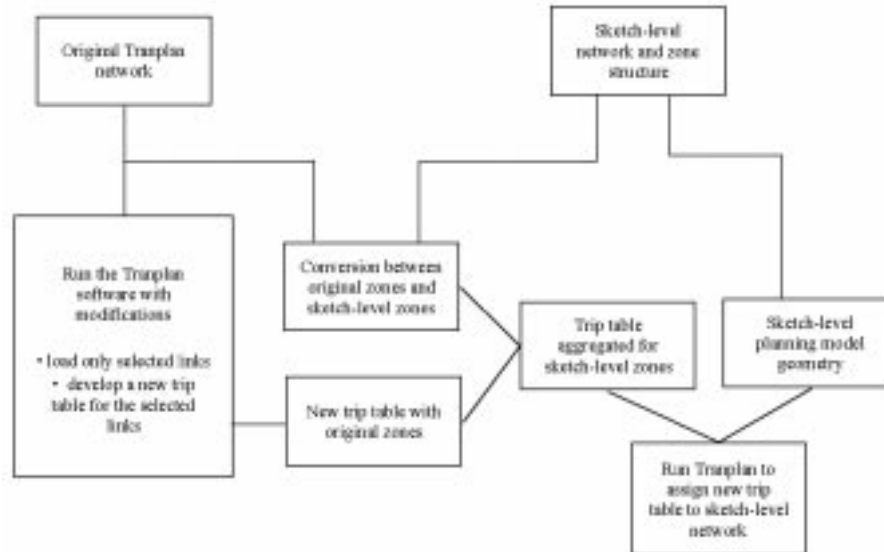 Original Tranplan
network
Sketch-level
network and zone
structure
Run the Tranplan
software with
modifications
• load only selected links
• develop a new trip
table for the selected
links
Conversion between
original zones and
sketch-level zones
New trip table with
original zones
Trip table
aggregated for
sketch-level zones
Sketch-level
planning model
geometry
Run Tranplan to
assign new trip
table to sketch-level
network